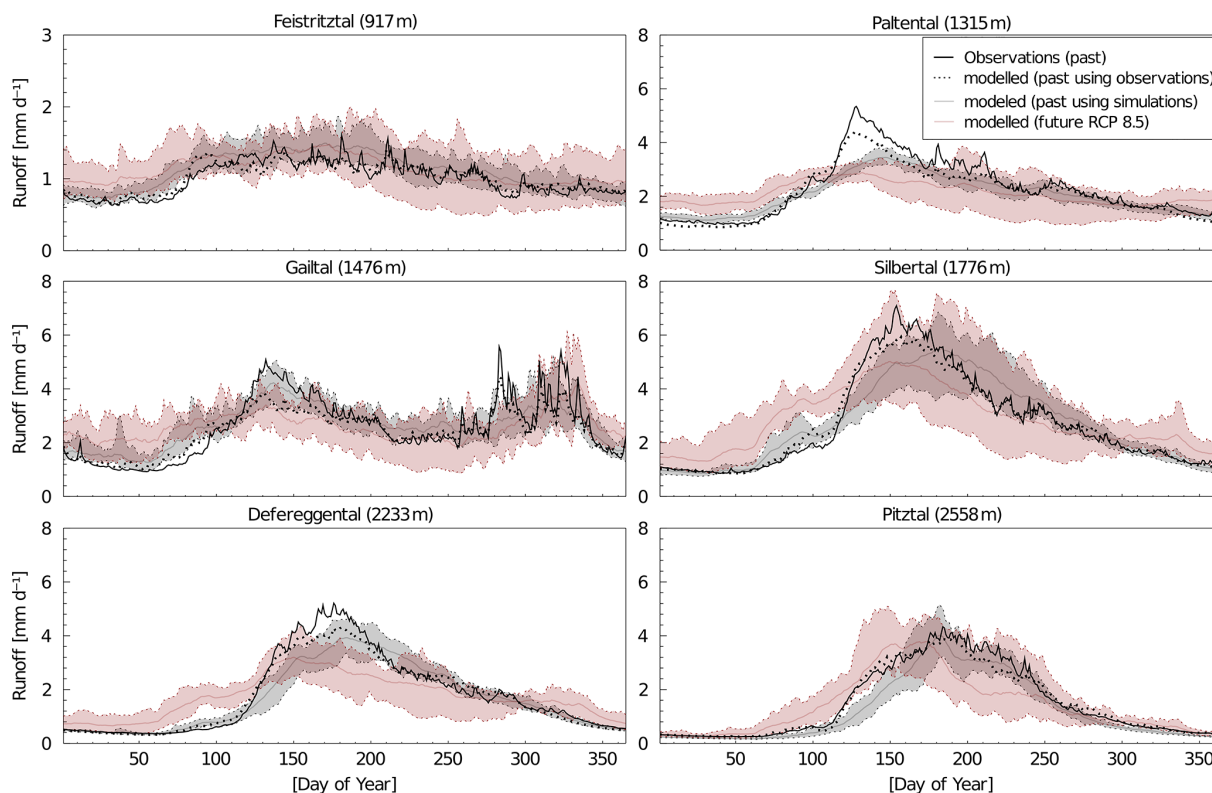 Feistritztal (917 m)
Paltental (1315 m)
3
2
1
0
Runoff [mm d⁻¹]
8
6
4
2
0
Observations (past)
modelled (past using observations)
modeled (past using simulations)
modelled (future RCP 8.5)
Gailtal (1476 m)
Silbertal (1776 m)
8
6
4
2
0
Runoff [mm d⁻¹]
8
6
4
2
0
Defereggental (2233 m)
Pitztal (2558 m)
8
6
4
2
0
Runoff [mm d⁻¹]
8
6
4
2
0
50 100 150 200 250 300 350
50 100 150 200 250 300 350
[Day of Year]
[Day of Year]